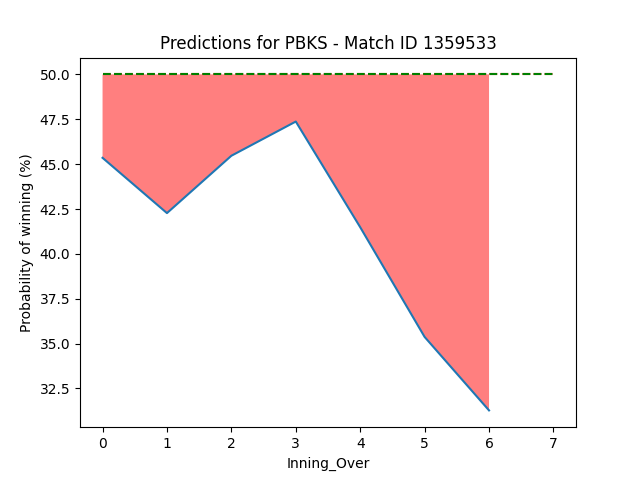 Predictions for PBKS - Match ID 1359533
50.0
47.5
45.0
42.5
40.0
37.5
35.0
32.5
Probability of winning (%)
0 1 2 3 4 5 6 7
Inning_Over